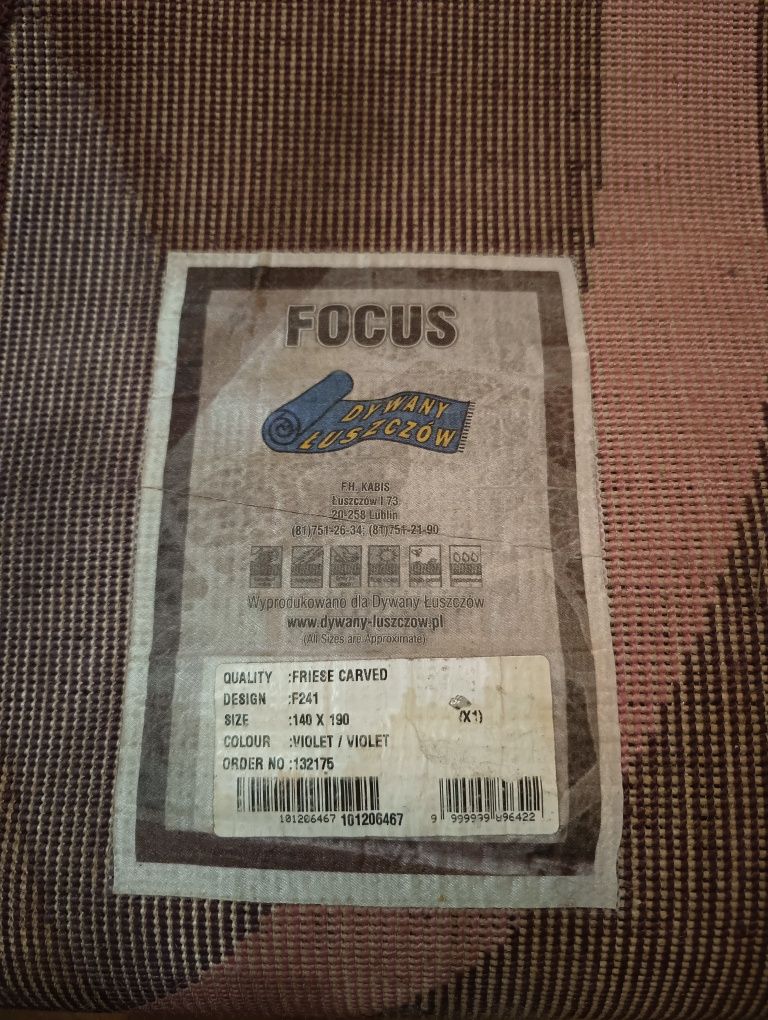 FOCUS
DYWANY
ŁUSZCZÓW
F.H. KABIS
Łuszczów I 73
20-258 Lublin
(81)751-26-34; (81)751-21-90
Wyprodukowano dla Dywany Łuszczów
www.dywany-luszczow.pl
(All Sizes are Approximate)
QUALITY :FRIESE CARVED
DESIGN :F241
SIZE :140 X 190 (X1)
COLOUR :VIOLET / VIOLET
ORDER NO :132175
101206467 101206467
9 999999 896422